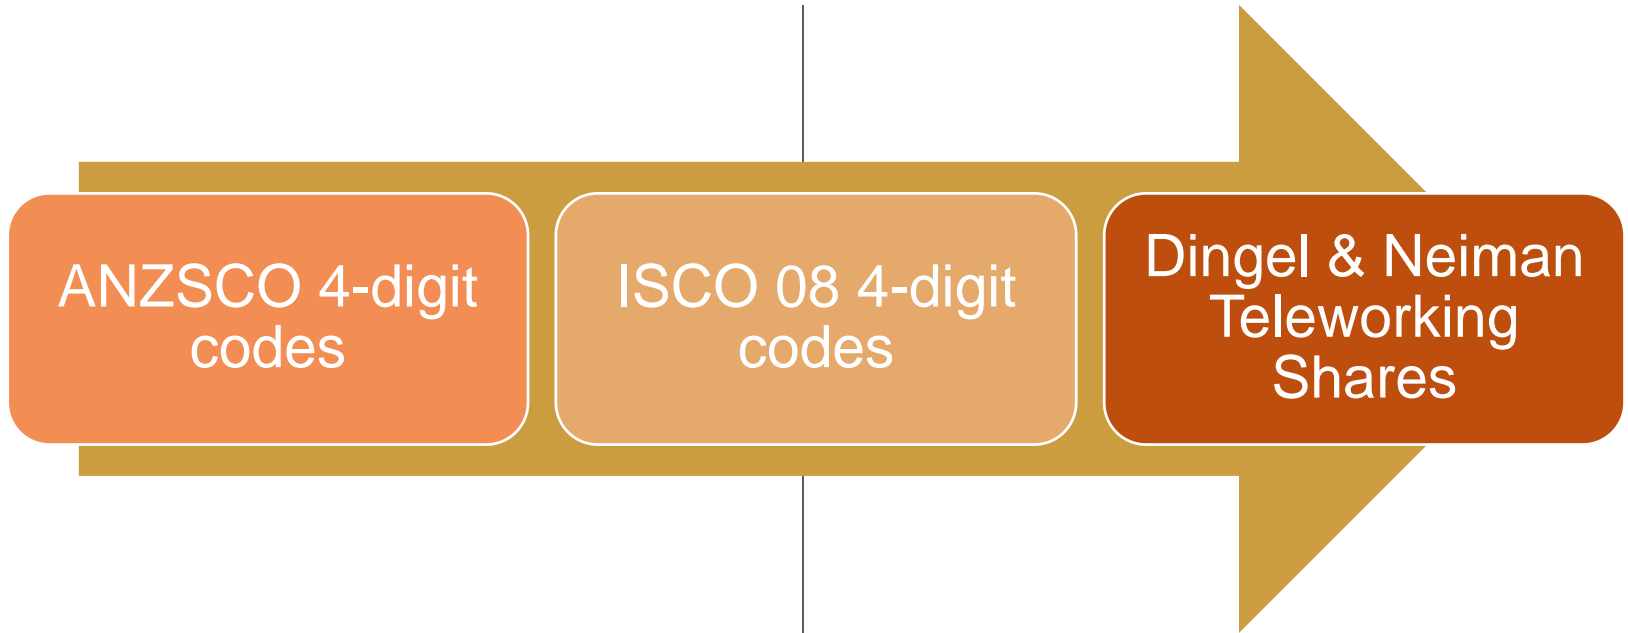 ANZSCO 4-digit
codes
ISCO 08 4-digit
codes
Dingel & Neiman
Teleworking
Shares